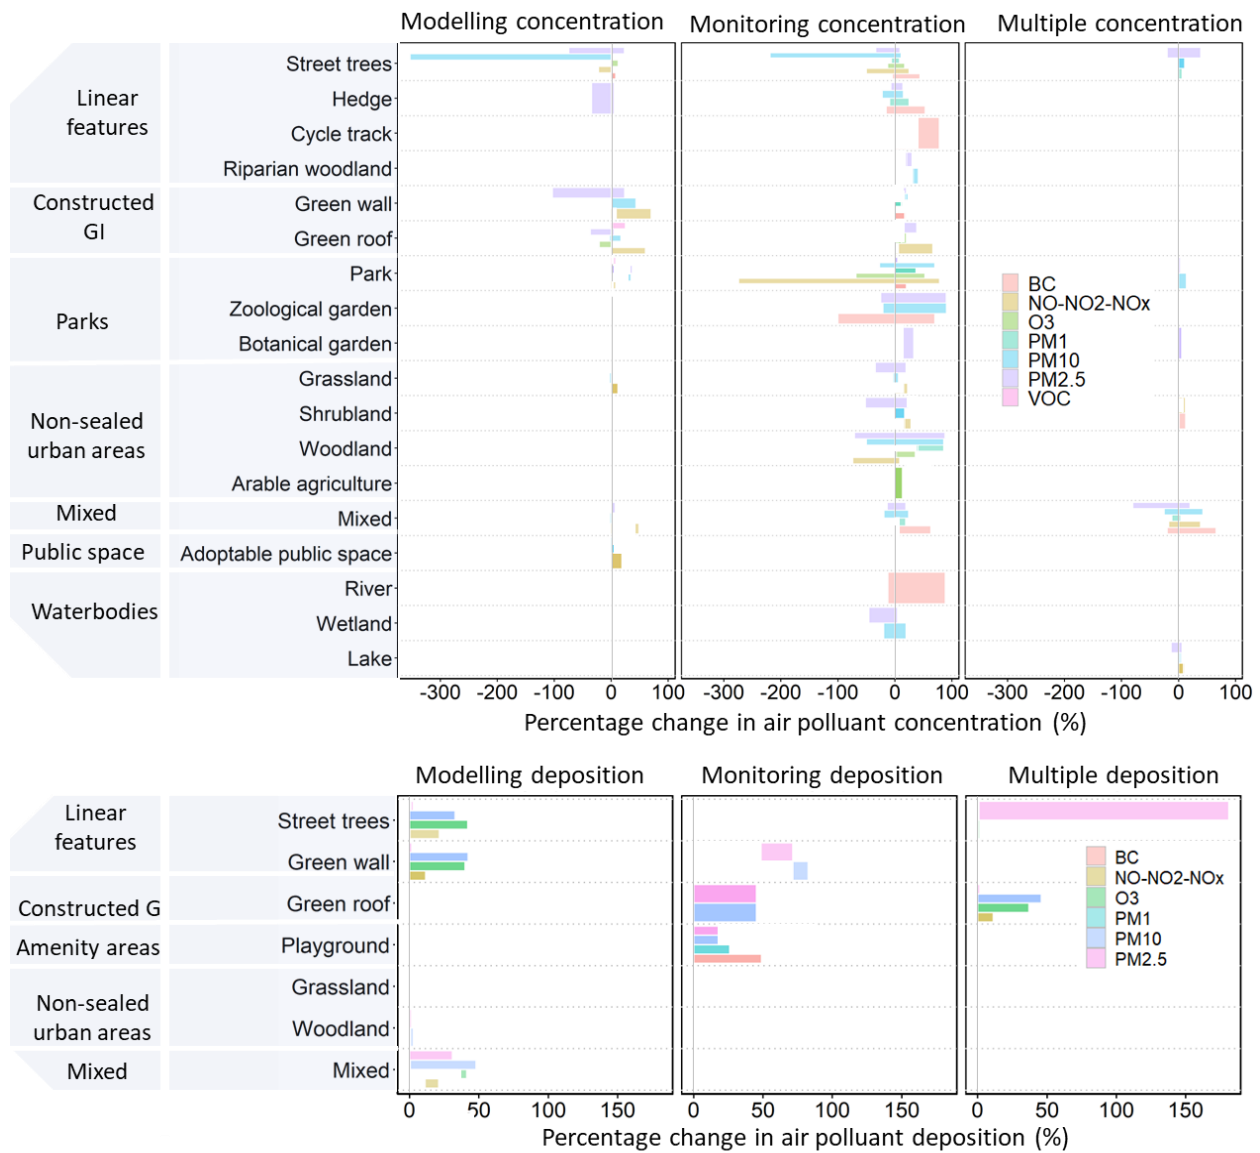 Modelling concentration
Monitoring concentration
Multiple concentration
Linear
features
Street trees
Hedge
Cycle track
Riparian woodland
Constructed
GI
Green wall
Green roof
Parks
Park
Zoological garden
Botanical garden
Non-sealed
urban areas
Grassland
Shrubland
Woodland
Arable agriculture
Mixed
Mixed
Public space
Adoptable public space
Waterbodies
River
Wetland
Lake
BC
NO-NO2-NOx
O3
PM1
PM10
PM2.5
VOC
-300 -200 -100 0 100
-300 -200 -100 0 100
-300 -200 -100 0 100
Percentage change in air polluant concentration (%)
Modelling deposition
Monitoring deposition
Multiple deposition
Linear
features
Street trees
Green wall
Constructed G
Green roof
Amenity areas
Playground
Non-sealed
urban areas
Grassland
Woodland
Mixed
Mixed
BC
NO-NO2-NOx
O3
PM1
PM10
PM2.5
0 50 100 150
0 50 100 150
0 50 100 150
Percentage change in air polluant deposition (%)